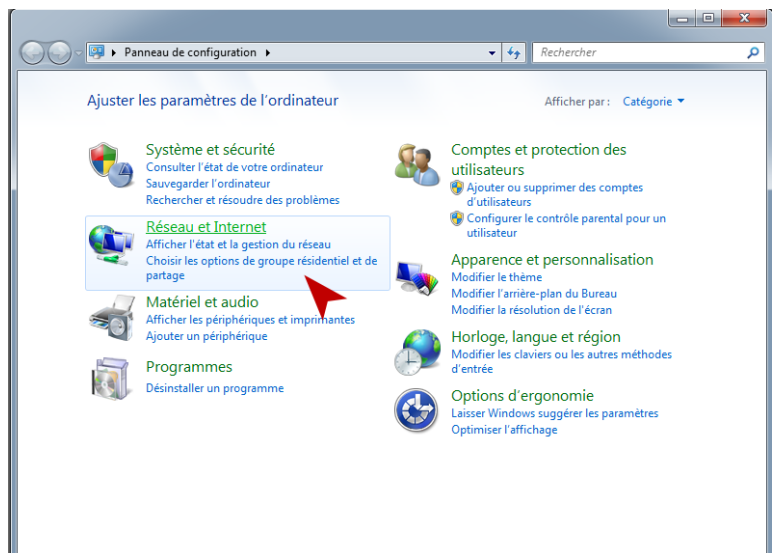 Panneau de configuration
Rechercher
Ajuster les paramètres de l'ordinateur
Afficher par : Catégorie
Système et sécurité
Consulter l'état de votre ordinateur
Sauvegarder l'ordinateur
Rechercher et résoudre des problèmes
Réseau et Internet
Afficher l'état et la gestion du réseau
Choisir les options de groupe résidentiel et de
partage
Matériel et audio
Afficher les périphériques et imprimantes
Ajouter un périphérique
Programmes
Désinstaller un programme
Comptes et protection des
utilisateurs
Ajouter ou supprimer des comptes
d'utilisateurs
Configurer le contrôle parental pour un
utilisateur
Apparence et personnalisation
Modifier le thème
Modifier l'arrière-plan du Bureau
Modifier la résolution de l'écran
Horloge, langue et région
Modifier les claviers ou les autres méthodes
d'entrée
Options d'ergonomie
Laisser Windows suggérer les paramètres
Optimiser l'affichage